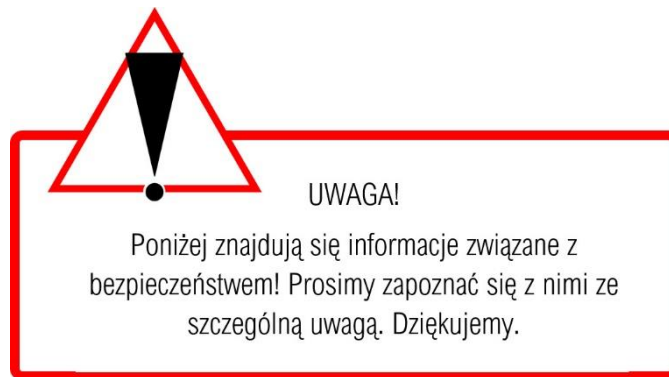 UWAGA!
Poniżej znajdują się informacje związane z
bezpieczeństwem! Prosimy zapoznać się z nimi ze
szczególną uwagą. Dziękujemy.